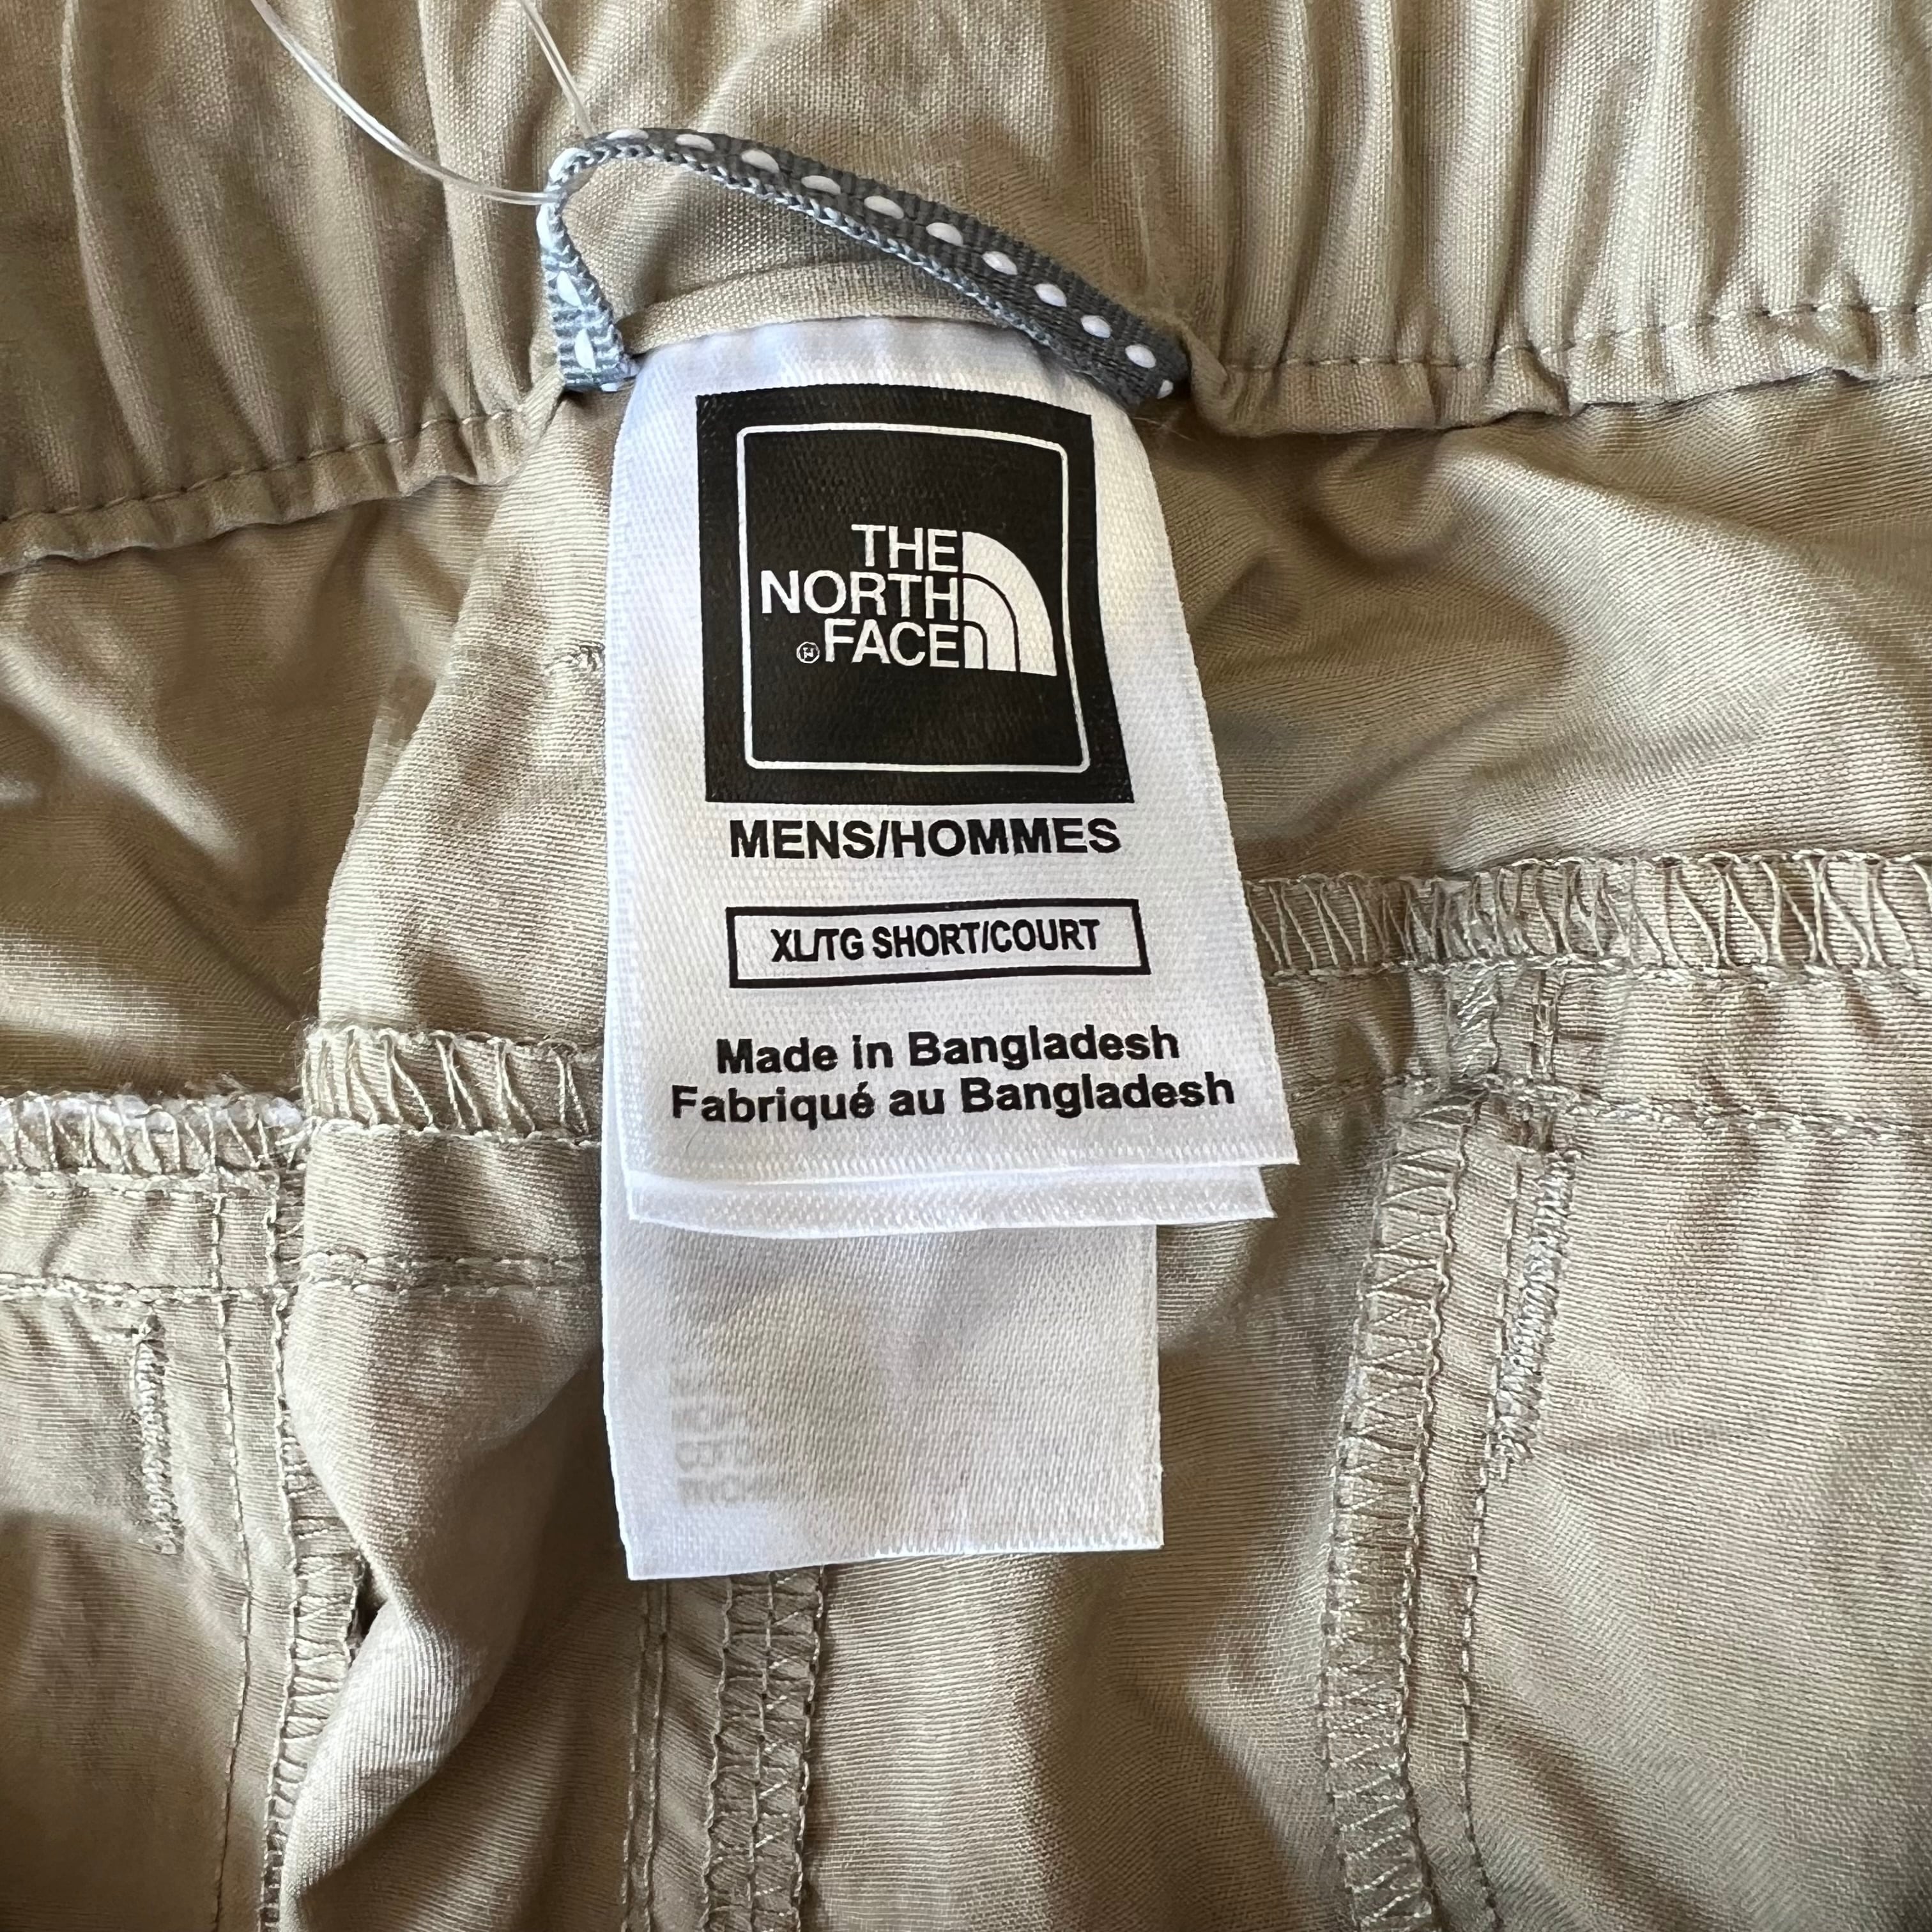 THE
NORTH
FACE
MENS/HOMMES
XL/TG SHORT/COURT
Made in Bangladesh
Fabriqué au Bangladesh